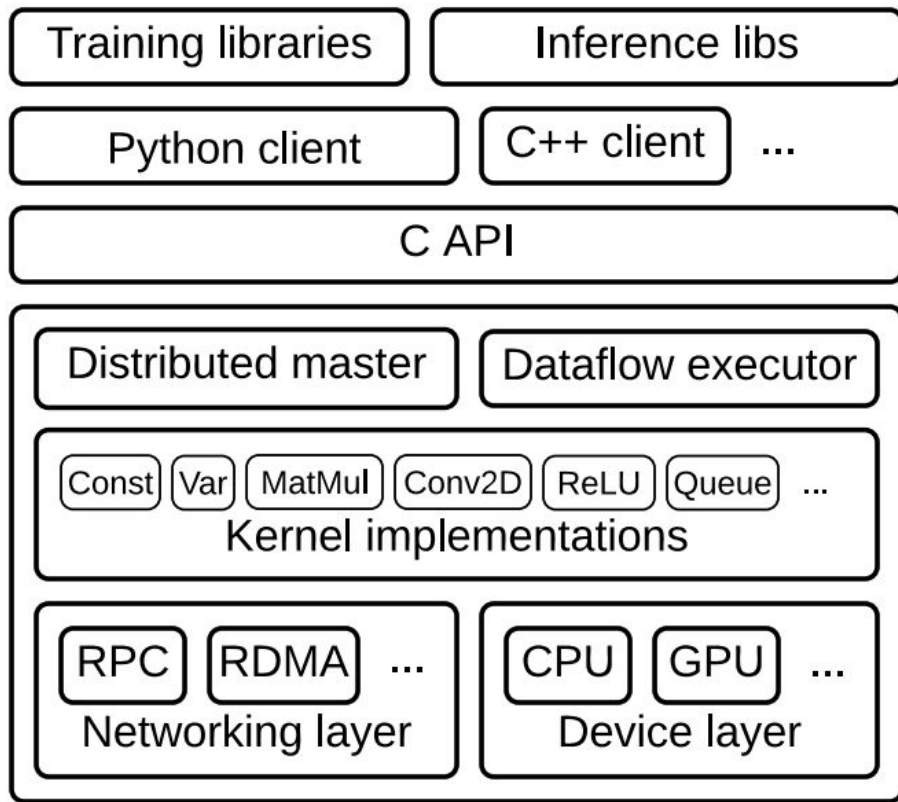 Training libraries Inference libs
Python client C++ client ...
C API
Distributed master Dataflow executor
Const Var MatMul Conv2D ReLU Queue ...
Kernel implementations
RPC RDMA ... CPU GPU ...
Networking layer Device layer